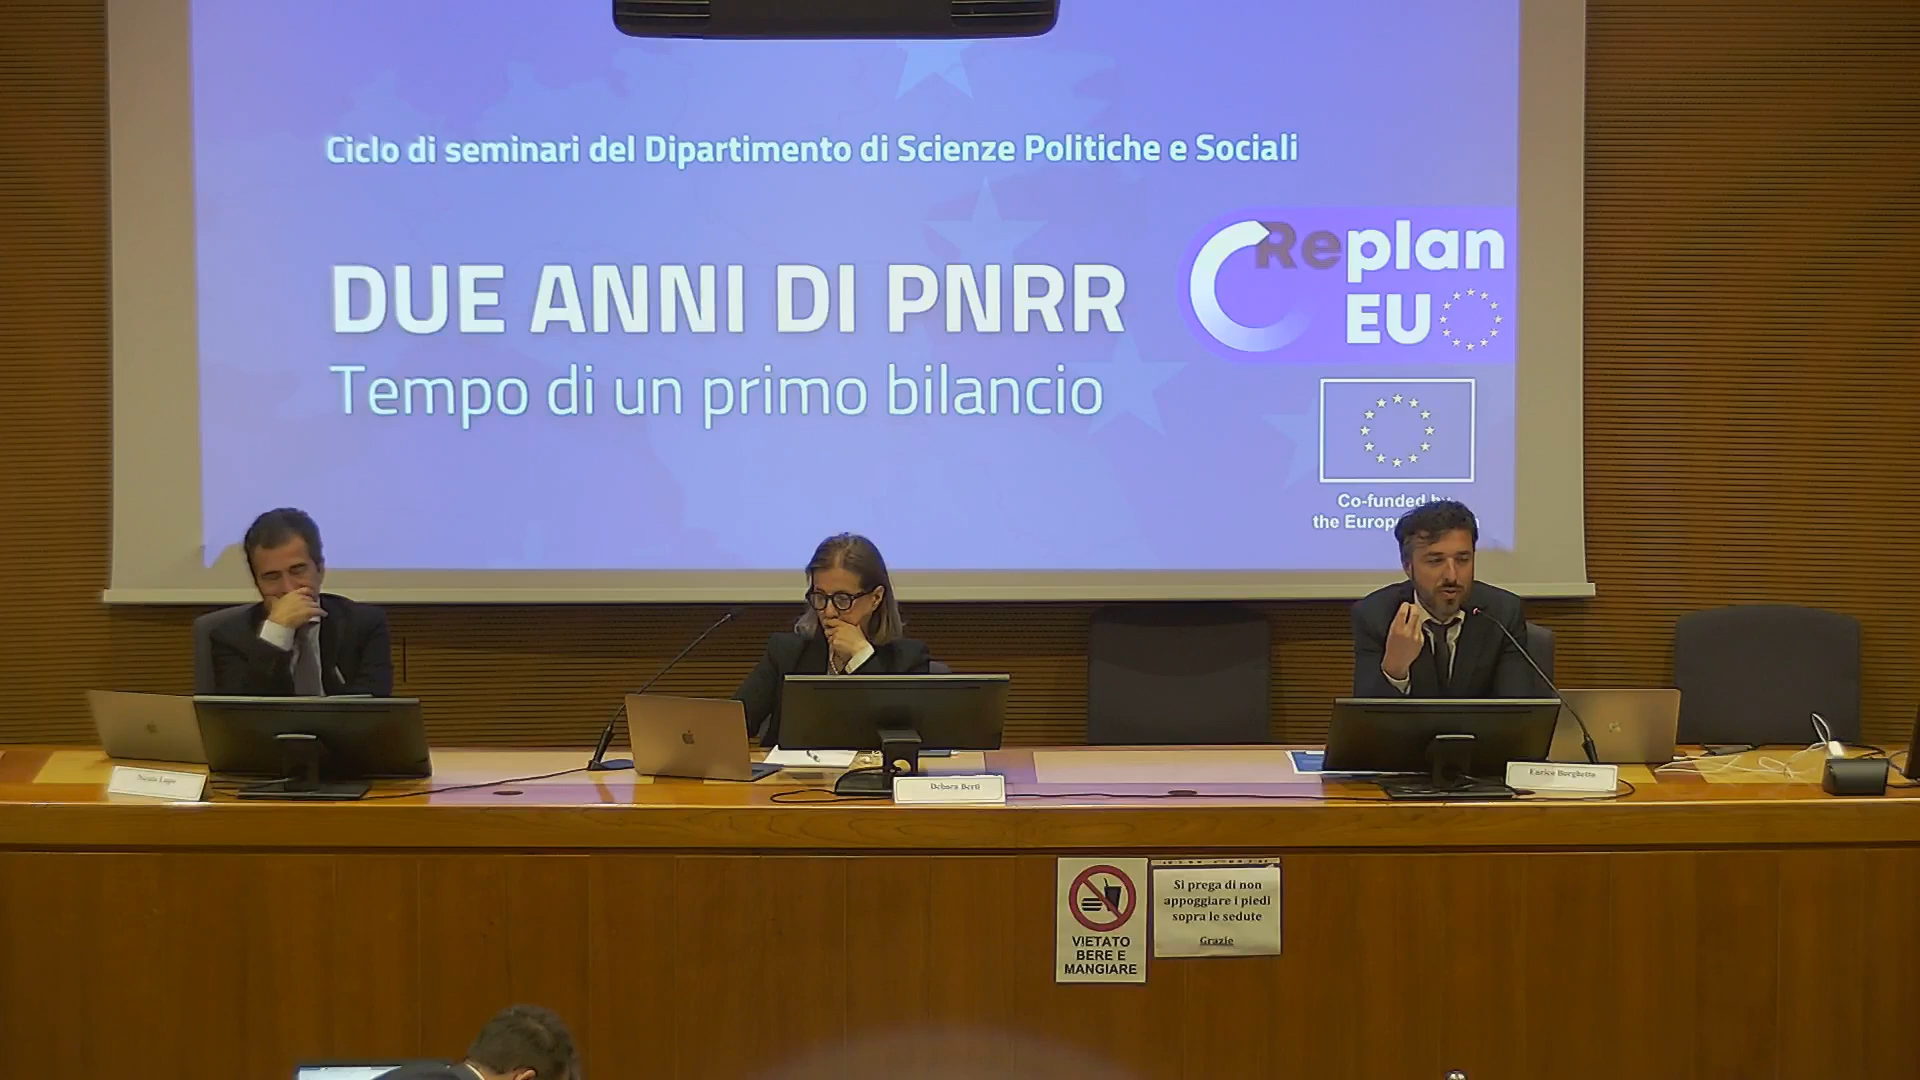 Ciclo di seminari del Dipartimento di Scienze Politiche e Sociali
DUE ANNI DI PNRR
Tempo di un primo bilancio
Replan
EU
Co-funded by
the Europ
Debora Berti
Enrico Borghetto
VIETATO
BERE E
MANGIARE
Si prega di non
appoggiare i piedi
sopra le sedute
Grazie